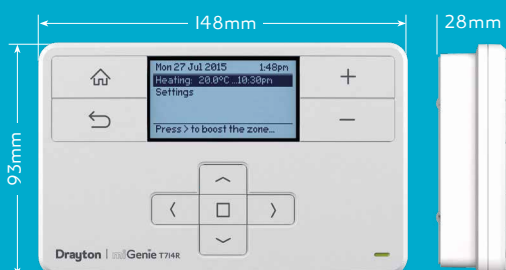 148mm
28mm
93mm
Mon 27 Jul 2015 1:48pm
Heating: 20.0°C...10:30pm
Settings
Press > to boost the zone...
Drayton | miGenie T714R